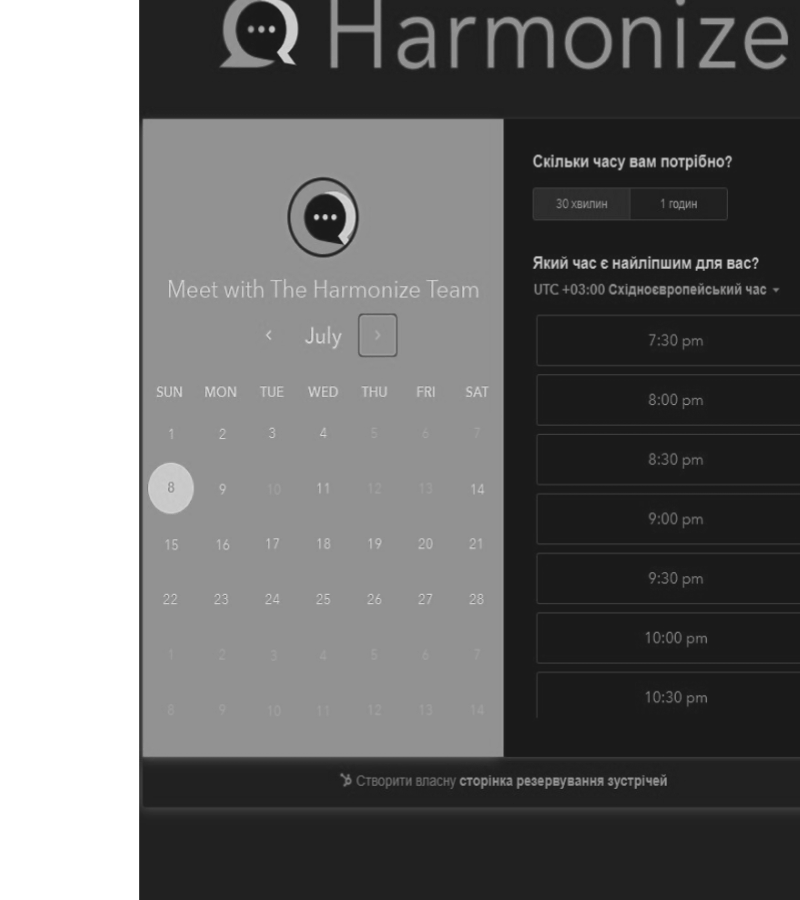 Harmonize
Meet with The Harmonize Team
July
SUN MON TUE WED THU FRI SAT
1 2 3 4 5 6 7
8 9 10 11 12 13 14
15 16 17 18 19 20 21
22 23 24 25 26 27 28
1 2 3 4 5 6 7
8 9 10 11 12 13 14
Скільки часу вам потрібно?
30 хвилин 1 годин
Який час є найліпшим для вас?
UTC +03:00 Східноєвропейський час
7:30 pm
8:00 pm
8:30 pm
9:00 pm
9:30 pm
10:00 pm
10:30 pm
Створити власну сторінка резервування зустрічей